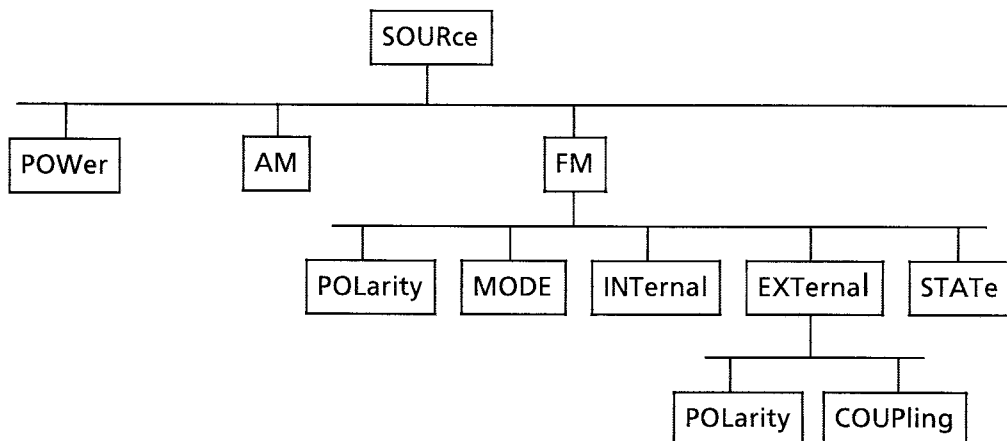 SOURce
POWer
AM
FM
POLarity
MODE
INTernal
EXTernal
STATe
POLarity
COUPling